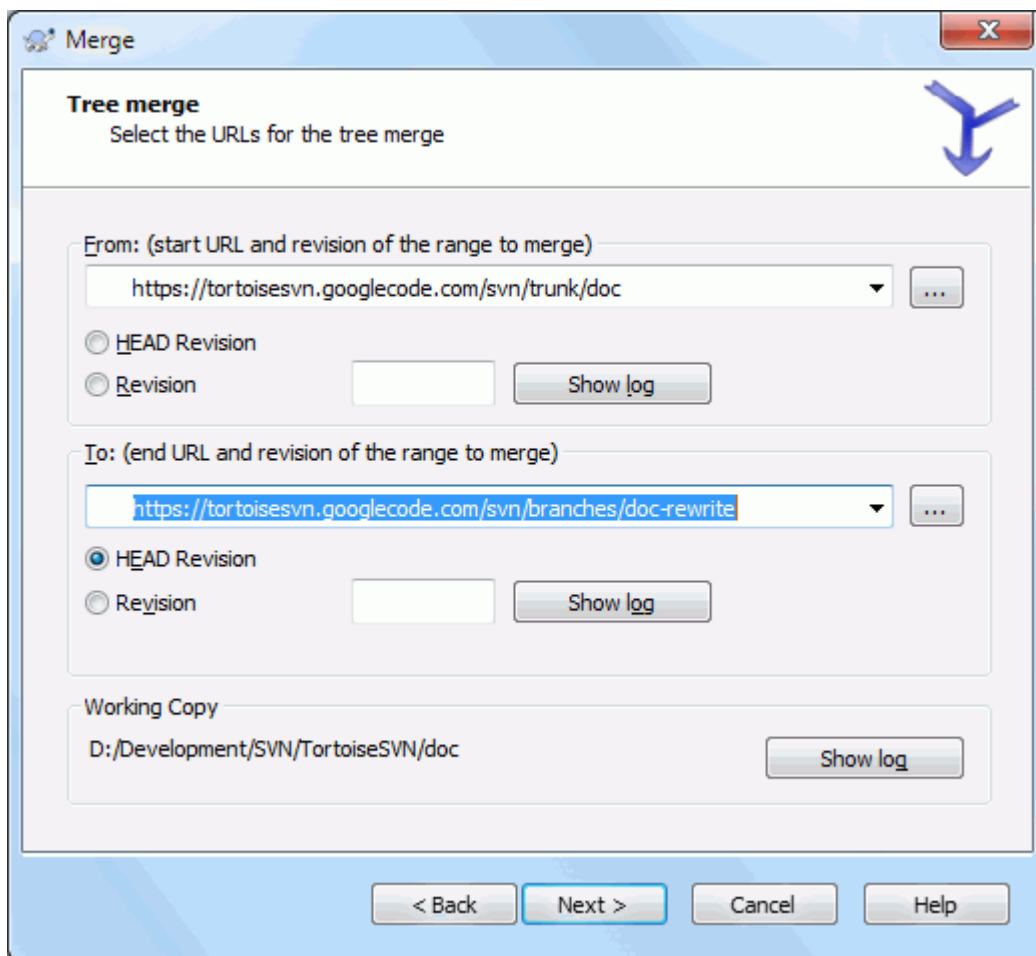 Merge
Tree merge
Select the URLs for the tree merge
From: (start URL and revision of the range to merge)
https://tortoisesvn.googlecode.com/svn/trunk/doc
...
HEAD Revision
Revision
Show log
To: (end URL and revision of the range to merge)
https://tortoisesvn.googlecode.com/svn/branches/doc-rewrite
...
HEAD Revision
Revision
Show log
Working Copy
D:/Development/SVN/TortoiseSVN/doc
Show log
< Back
Next >
Cancel
Help